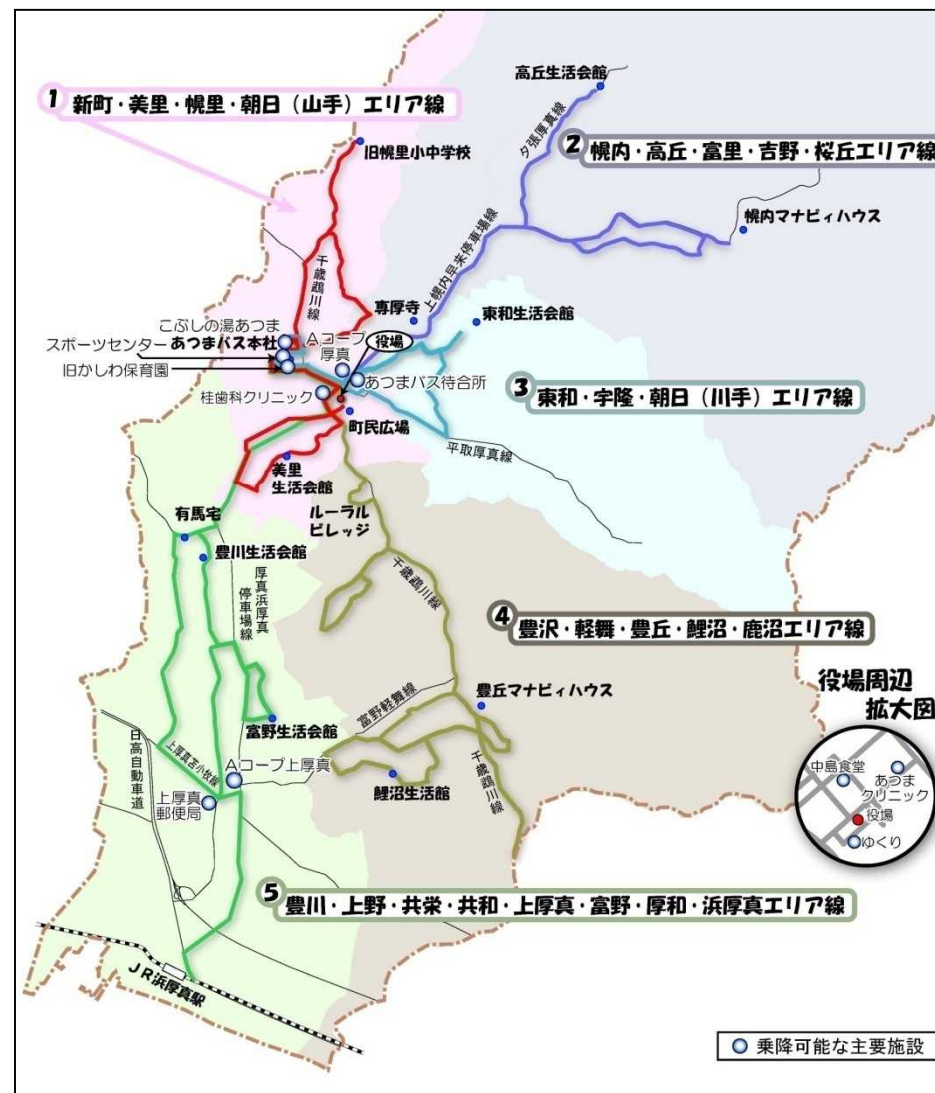 高丘生活会館
1 新町・美里・幌里・朝日(山手)エリア線
夕張厚真線
旧幌里小中学校
2 幌内・高丘・富里・吉野・桜丘エリア線
幌内マナビィハウス
上幌内早来停車場線
千歳鵡川線
専厚寺
東和生活会館
こぶしの湯あつま
スポーツセンター
あつまバス本社
Aコープ
厚真
役場
旧かしわ保育園
あつまバス待合所
桂歯科クリニック
3 東和・宇隆・朝日(川手)エリア線
町民広場
平取厚真線
美里
生活会館
有馬宅
ルーラル
ビレッジ
豊川生活会館
厚真浜厚真
停車場線
千歳鵡川線
4 豊沢・軽舞・豊丘・鯉沼・鹿沼エリア線
豊丘マナビィハウス
役場周辺
拡大図
富野軽舞線
富野生活会館
日高自動車道
上厚真苫小牧線
Aコープ上厚真
千歳鵡川線
中島食堂
あつま
クリニック
上厚真
郵便局
鯉沼生活館
役場
ゆくり
5 豊川・上野・共栄・共和・上厚真・富野・厚和・浜厚真エリア線
JR浜厚真駅
乗降可能な主要施設